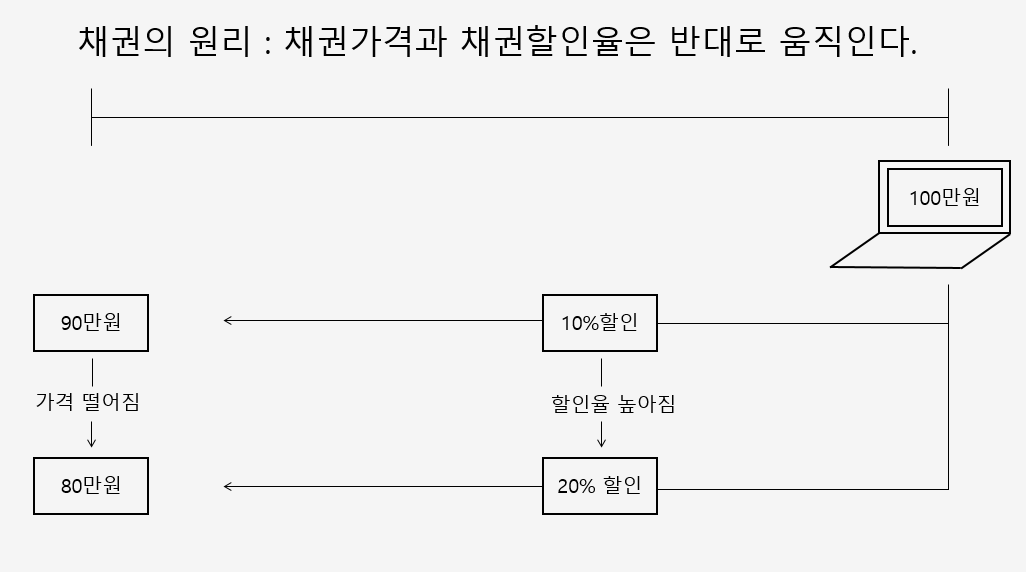 채권의 원리 : 채권가격과 채권할인율은 반대로 움직인다.
100만원
90만원
10%할인
가격 떨어짐
할인율 높아짐
80만원
20% 할인